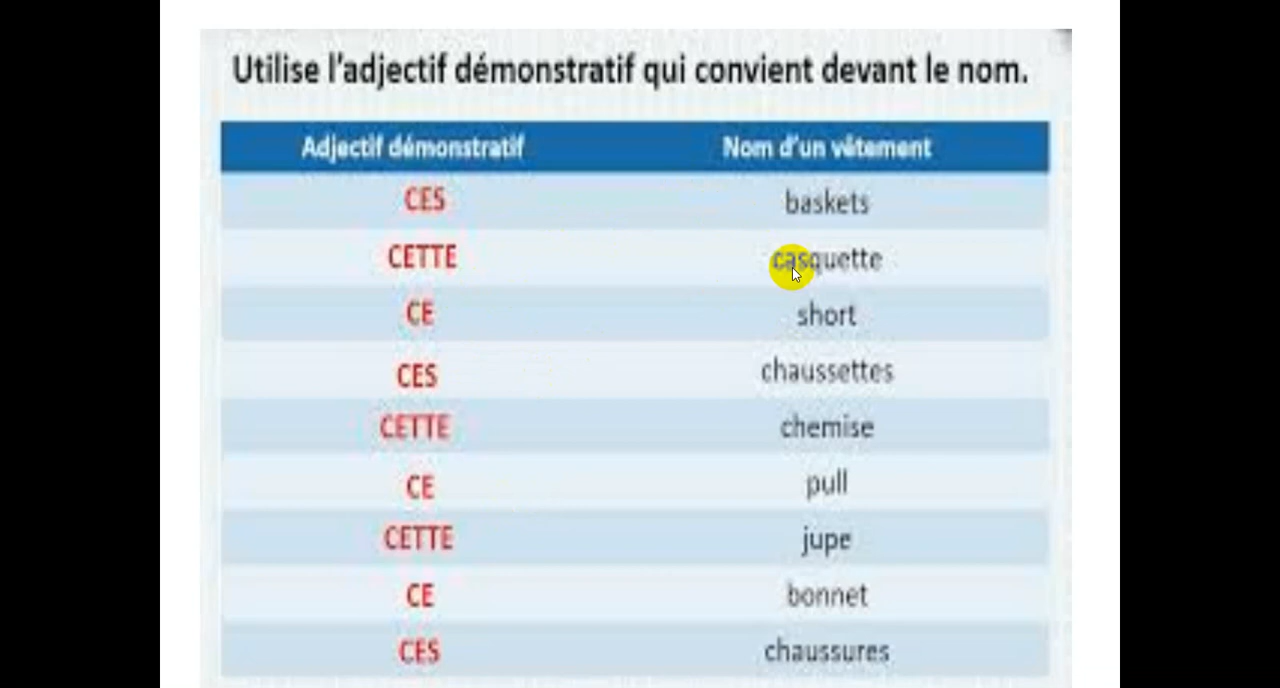 Utilise l'adjectif démonstratif qui convient devant le nom.
Adjectif démonstratif Nom d'un vêtement
CES baskets
CETTE casquette
CE short
CES chaussettes
CETTE chemise
CE pull
CETTE jupe
CE bonnet
CES chaussures